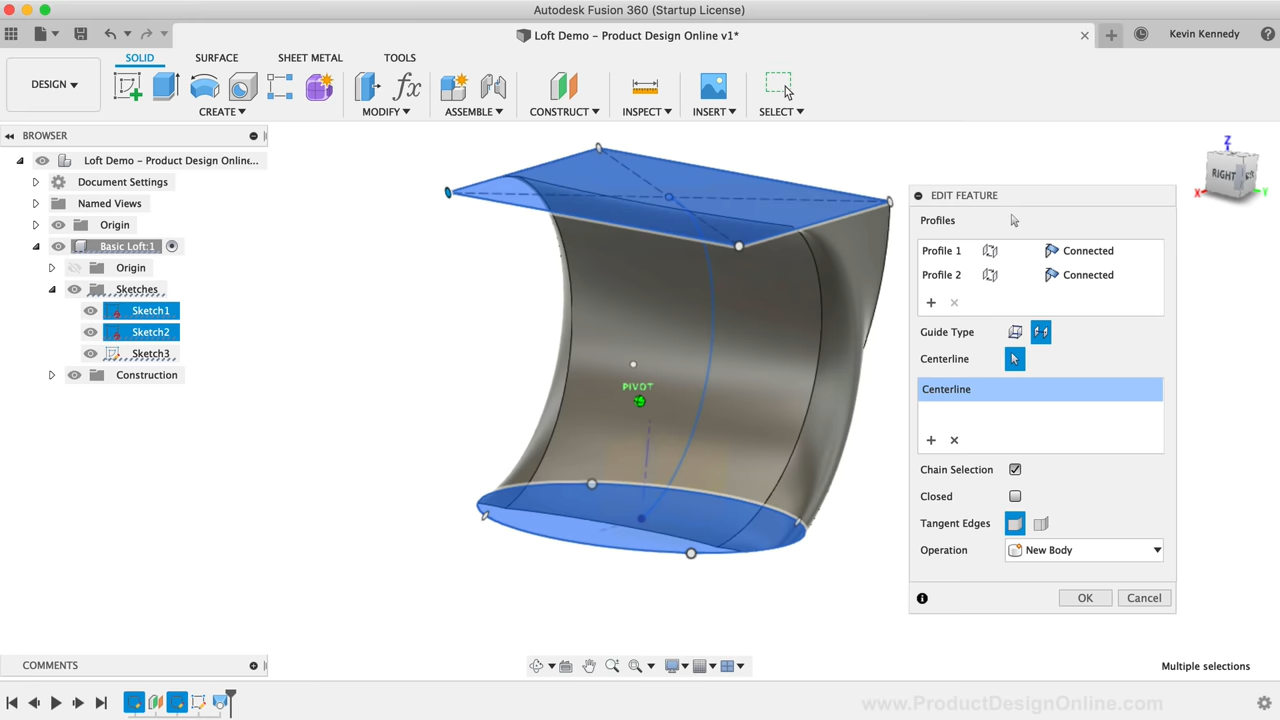 Autodesk Fusion 360 (Startup License)
Loft Demo – Product Design Online v1*
Kevin Kennedy
SOLID SURFACE SHEET METAL TOOLS
DESIGN
CREATE MODIFY ASSEMBLE CONSTRUCT INSPECT INSERT SELECT
BROWSER
Loft Demo – Product Design Online...
Document Settings
Named Views
Origin
Basic Loft:1
Origin
Sketches
Sketch1
Sketch2
Sketch3
Construction
PIVOT
Z
RIGHT
X
Y
EDIT FEATURE
Profiles
Profile 1 Connected
Profile 2 Connected
Guide Type
Centerline
Centerline
Chain Selection
Closed
Tangent Edges
Operation New Body
OK Cancel
COMMENTS
Multiple selections
www.ProductDesignOnline.com